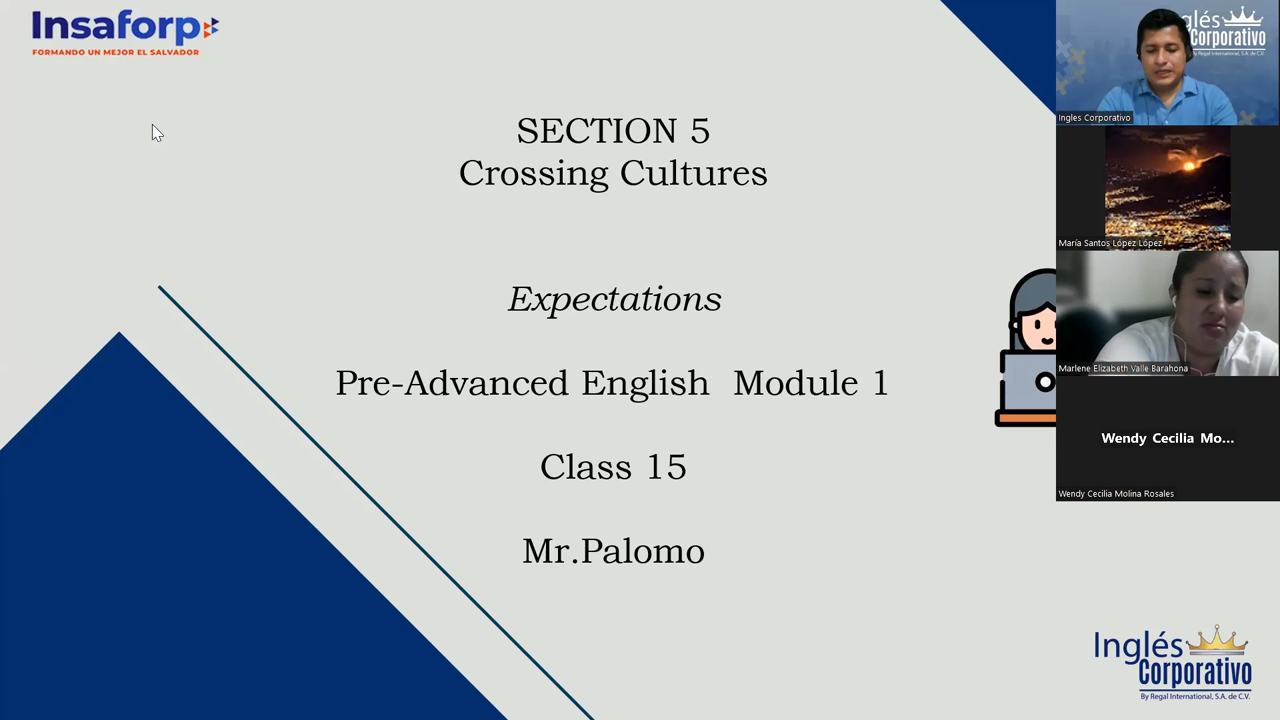 Insaforp
FORMANDO UN MEJOR EL SALVADOR
SECTION 5
Crossing Cultures
Expectations
Pre-Advanced English Module 1
Class 15
Mr.Palomo
glés
Corporativo
By Regal International, S.A. de C.V.
Ingles Corporativo
María Santos López López
Marlene Elizabeth Valle Barahona
Wendy Cecilia Mo...
Wendy Cecilia Molina Rosales
Inglés
Corporativo
By Regal International, S.A. de C.V.